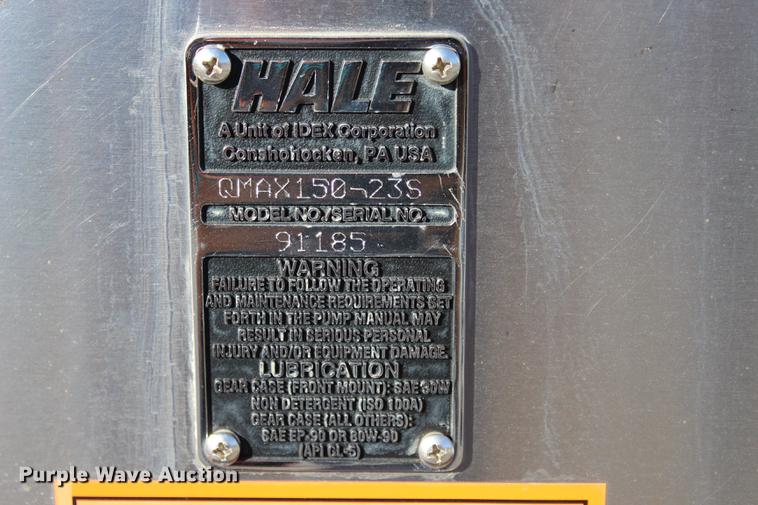 HALE
A Unit of IDEX Corporation
Conshohocken, PA USA
QMAX150-23S
MODEL NO./SERIAL NO.
91185
WARNING
FAILURE TO FOLLOW THE OPERATING
AND MAINTENANCE REQUIREMENTS SET
FORTH IN THE PUMP MANUAL MAY
RESULT IN SERIOUS PERSONAL
INJURY AND/OR EQUIPMENT DAMAGE.
LUBRICATION
GEAR CASE (FRONT MOUNT): SAE 30W
NON DETERGENT (ISO 100A)
GEAR CASE (ALL OTHERS):
SAE EP-90 OR 80W-90
(API GL-5)
Purple Wave Auction